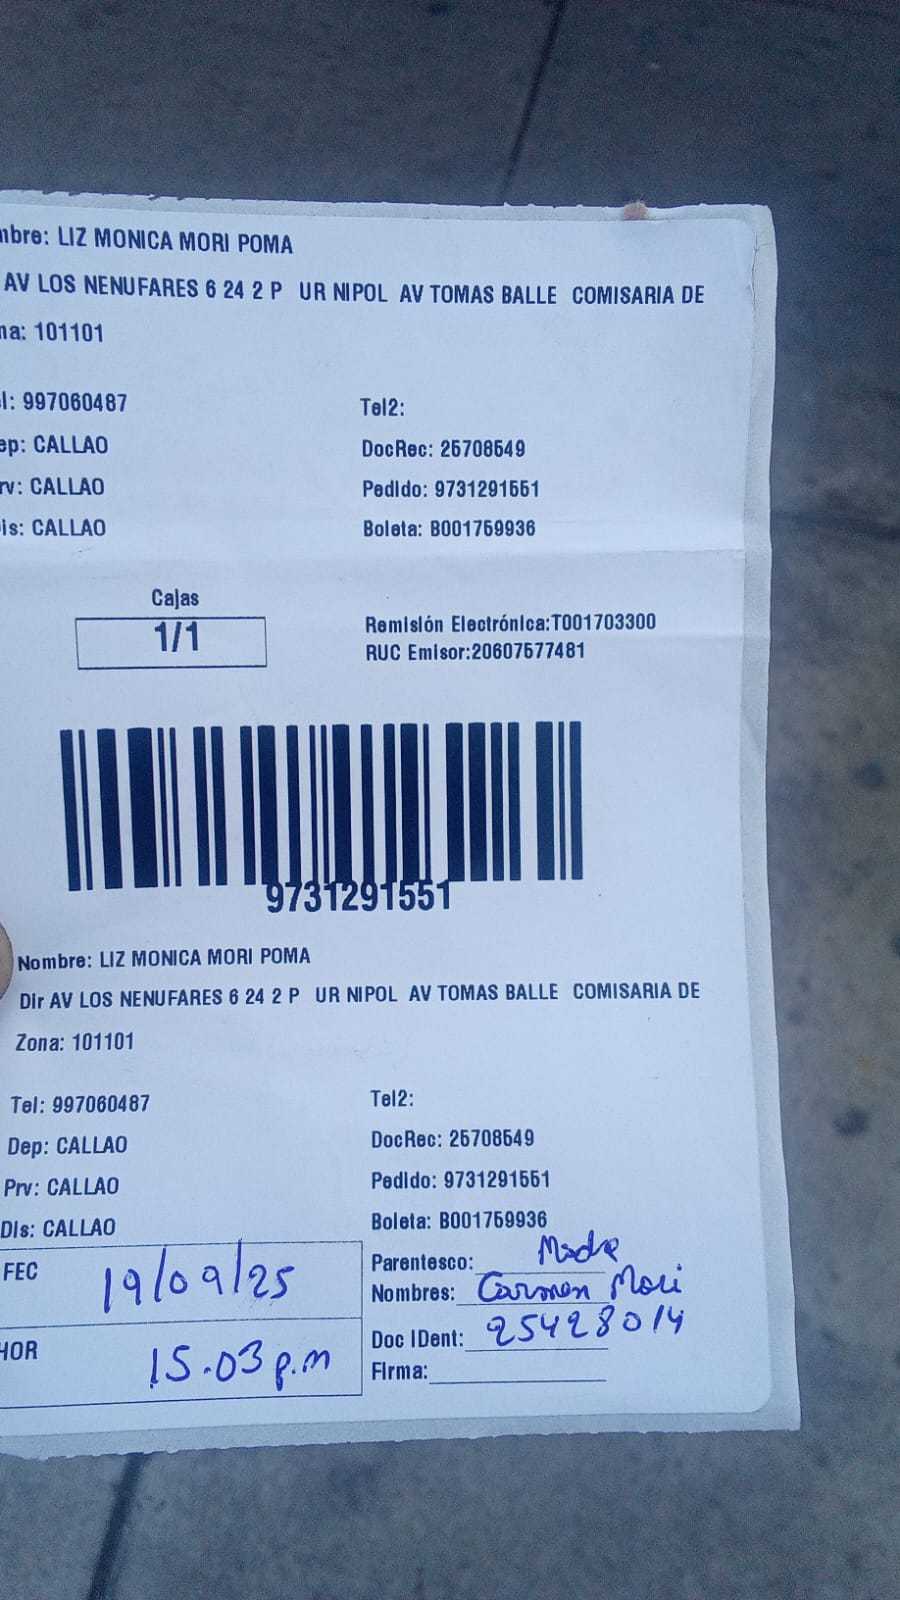 mbre: LIZ MONICA MORI POMA
AV LOS NENUFARES 6 24 2 P UR NIPOL AV TOMAS BALLE COMISARIA DE
na: 101101
l: 997060487 Tel2:
ep: CALLAO DocRec: 25708549
rv: CALLAO Pedido: 9731291551
is: CALLAO Boleta: B001759936
Cajas
1/1
Remisión Electrónica:T001703300
RUC Emisor:20607577481
9731291551
Nombre: LIZ MONICA MORI POMA
Dir AV LOS NENUFARES 6 24 2 P UR NIPOL AV TOMAS BALLE COMISARIA DE
Zona: 101101
Tel: 997060487 Tel2:
Dep: CALLAO DocRec: 25708549
Prv: CALLAO Pedido: 9731291551
Dis: CALLAO Boleta: B001759936
FEC 19/09/25 Parentesco: Madre
Nombres: Carmen Mori
HOR 15.03 p.m Doc IDent: 25428014
Firma: